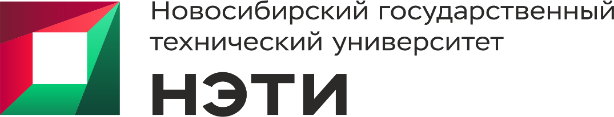 Новосибирский государственный
технический университет
НЭТИ